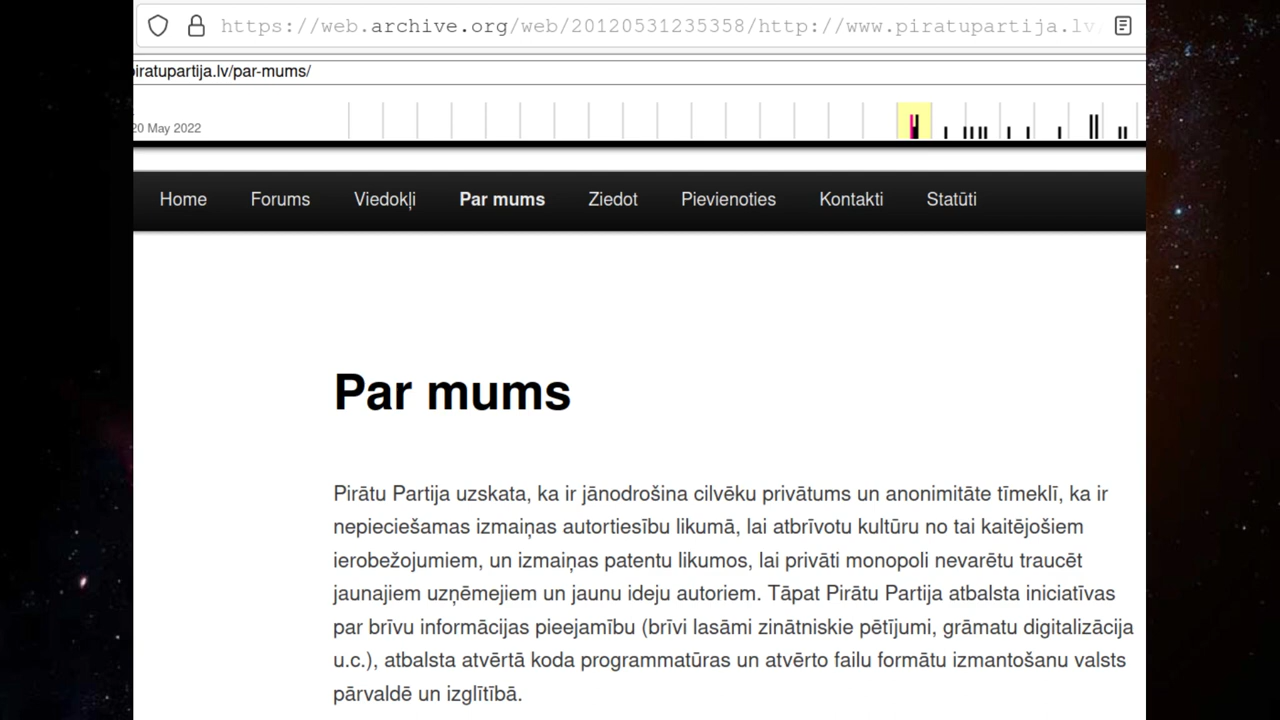 https://web.archive.org/web/20120531235358/http://www.piratupartija.lv/
piratupartija.lv/par-mums/
20 May 2022
Home Forums Viedokļi Par mums Ziedot Pievienoties Kontakti Statūti
Par mums
Pirātu Partija uzskata, ka ir jānodrošina cilvēku privātums un anonimitāte tīmeklī, ka ir
nepieciešamas izmaiņas autortiesību likumā, lai atbrīvotu kultūru no tai kaitējošiem
ierobežojumiem, un izmaiņas patentu likumos, lai privāti monopoli nevarētu traucēt
jaunajiem uzņēmejiem un jaunu ideju autoriem. Tāpat Pirātu Partija atbalsta iniciatīvas
par brīvu informācijas pieejamību (brīvi lasāmi zinātniskie pētījumi, grāmatu digitalizācija
u.c.), atbalsta atvērtā koda programmatūras un atvērto failu formātu izmantošanu valsts
pārvaldē un izglītībā.